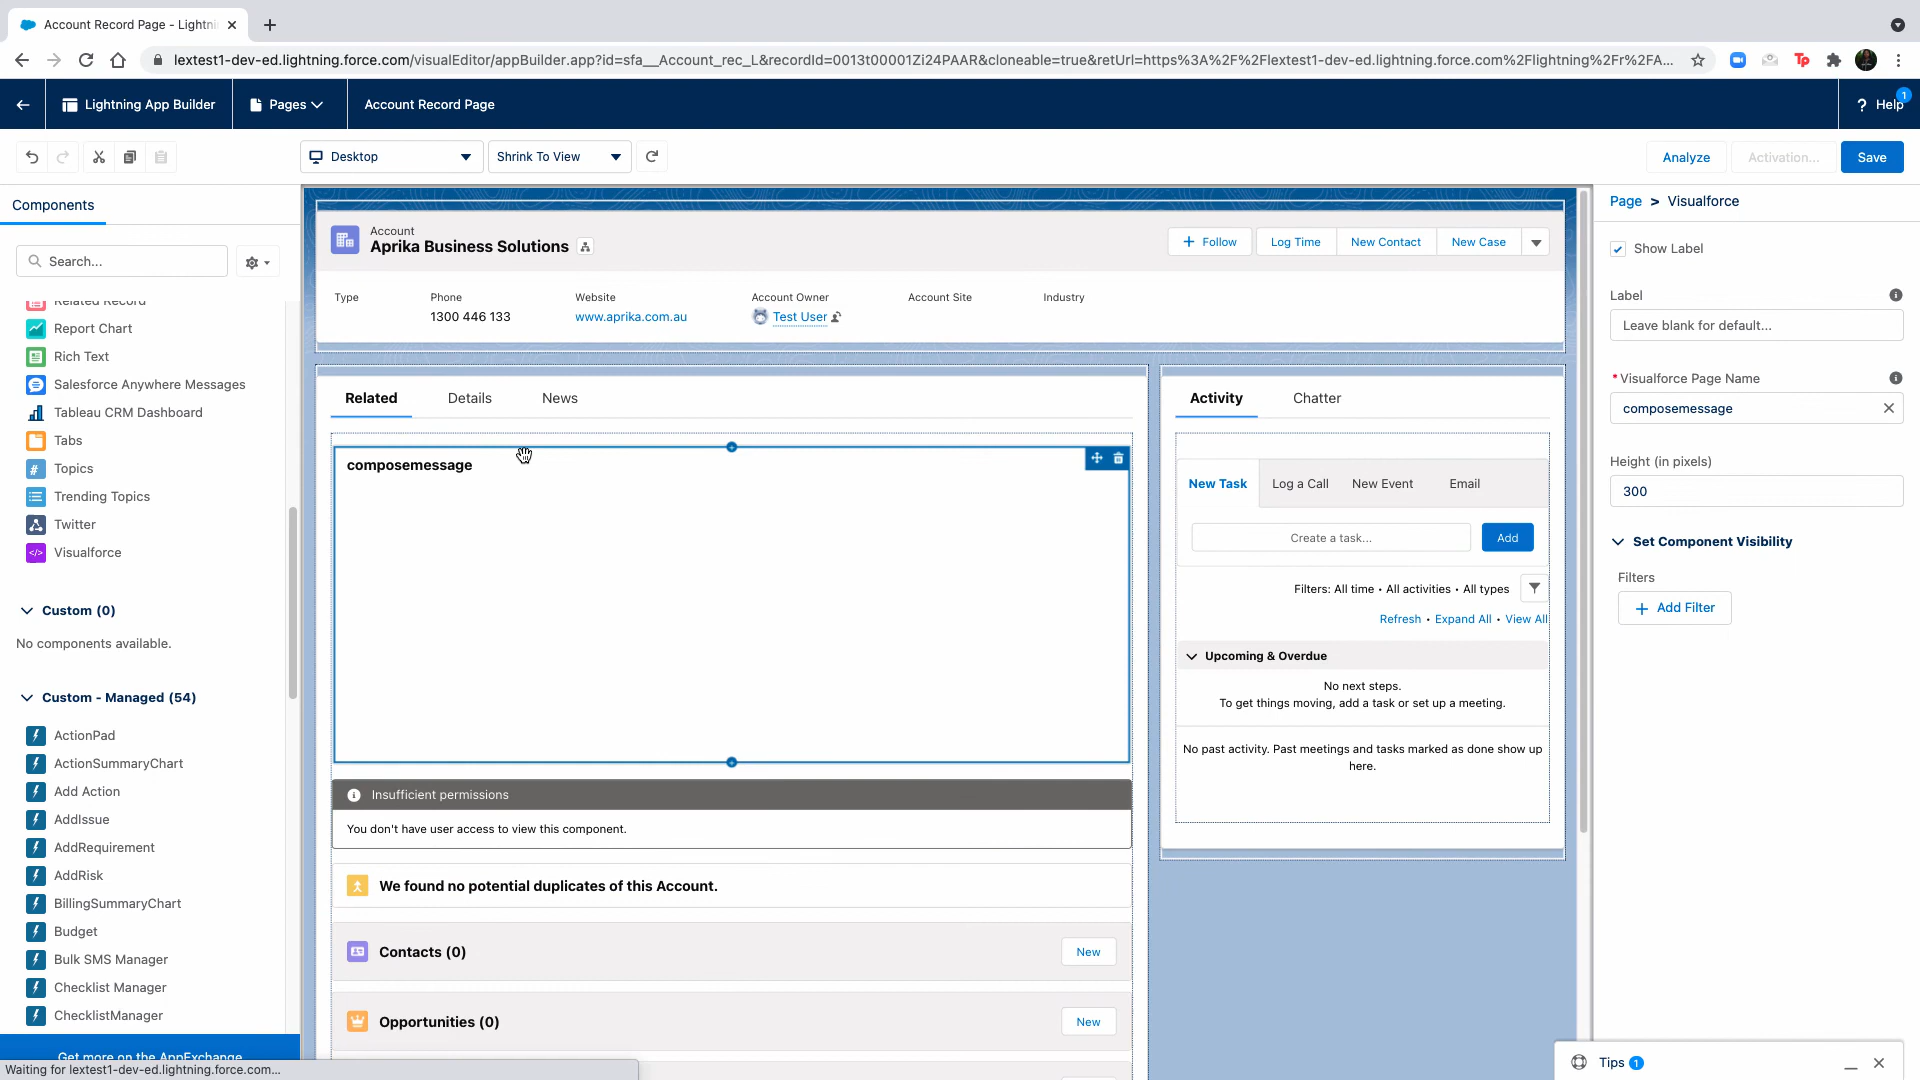 Account Record Page - Lightni
lextest1-dev-ed.lightning.force.com/visualEditor/appBuilder.app?id=sfa__Account_rec_L&recordId=0013t00001Zi24PAAR&cloneable=true&retUrl=https%3A%2F%2Flextest1-dev-ed.lightning.force.com%2Flightning%2Fr%2FA...
Lightning App Builder
Pages
Account Record Page
? Help
1
Desktop
Shrink To View
Analyze
Activation...
Save
Components
Search...
Related Record
Report Chart
Rich Text
Salesforce Anywhere Messages
Tableau CRM Dashboard
Tabs
Topics
Trending Topics
Twitter
Visualforce
Custom (0)
No components available.
Custom - Managed (54)
ActionPad
ActionSummaryChart
Add Action
AddIssue
AddRequirement
AddRisk
BillingSummaryChart
Budget
Bulk SMS Manager
Checklist Manager
ChecklistManager
Get more on the AppExchange
Waiting for lextest1-dev-ed.lightning.force.com...
Account
Aprika Business Solutions
Follow
Log Time
New Contact
New Case
Type
Phone
Website
Account Owner
Account Site
Industry
1300 446 133
www.aprika.com.au
Test User
Related
Details
News
composemessage
Insufficient permissions
You don't have user access to view this component.
We found no potential duplicates of this Account.
Contacts (0)
New
Opportunities (0)
New
Activity
Chatter
New Task
Log a Call
New Event
Email
Create a task...
Add
Filters: All time • All activities • All types
Refresh • Expand All • View All
Upcoming & Overdue
No next steps.
To get things moving, add a task or set up a meeting.
No past activity. Past meetings and tasks marked as done show up
here.
Page > Visualforce
Show Label
Label
Leave blank for default...
*Visualforce Page Name
composemessage
Height (in pixels)
300
Set Component Visibility
Filters
Add Filter
Tips 1